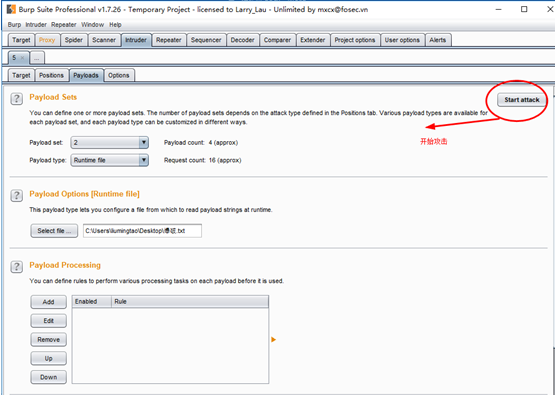 Burp Suite Professional v1.7.26 - Temporary Project - licensed to Larry_Lau - Unlimited by mxcx@fosec.vn
Burp Intruder Repeater Window Help
Target Proxy Spider Scanner Intruder Repeater Sequencer Decoder Comparer Extender Project options User options Alerts
5 × ...
Target Positions Payloads Options
? Payload Sets
Start attack
You can define one or more payload sets. The number of payload sets depends on the attack type defined in the Positions tab. Various payload types are available for
each payload set, and each payload type can be customized in different ways.
开始攻击
Payload set: 2 Payload count: 4 (approx)
Payload type: Runtime file Request count: 16 (approx)
? Payload Options [Runtime file]
This payload type lets you configure a file from which to read payload strings at runtime.
Select file ... C:\Users\liumingtao\Desktop\爆破.txt
? Payload Processing
You can define rules to perform various processing tasks on each payload before it is used.
Add Enabled Rule
Edit
Remove
Up
Down